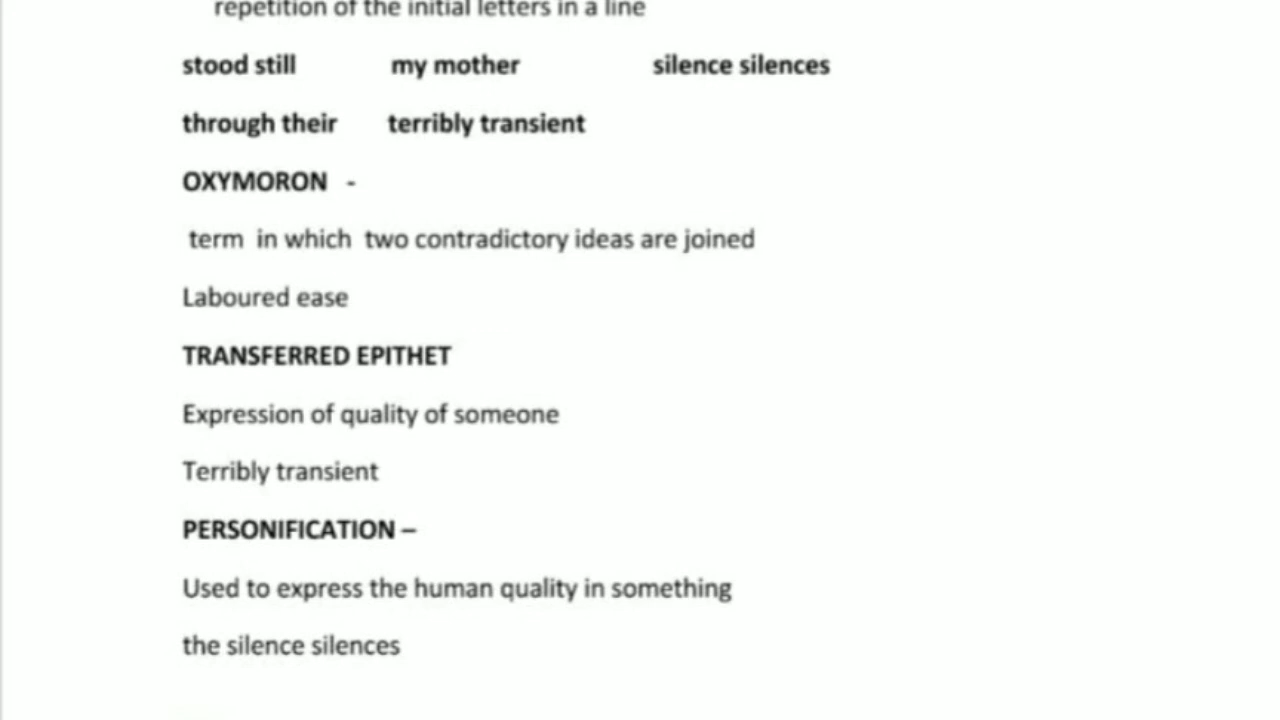 repetition of the initial letters in a line
stood still my mother silence silences
through their terribly transient
OXYMORON -
term in which two contradictory ideas are joined
Laboured ease
TRANSFERRED EPITHET
Expression of quality of someone
Terribly transient
PERSONIFICATION –
Used to express the human quality in something
the silence silences